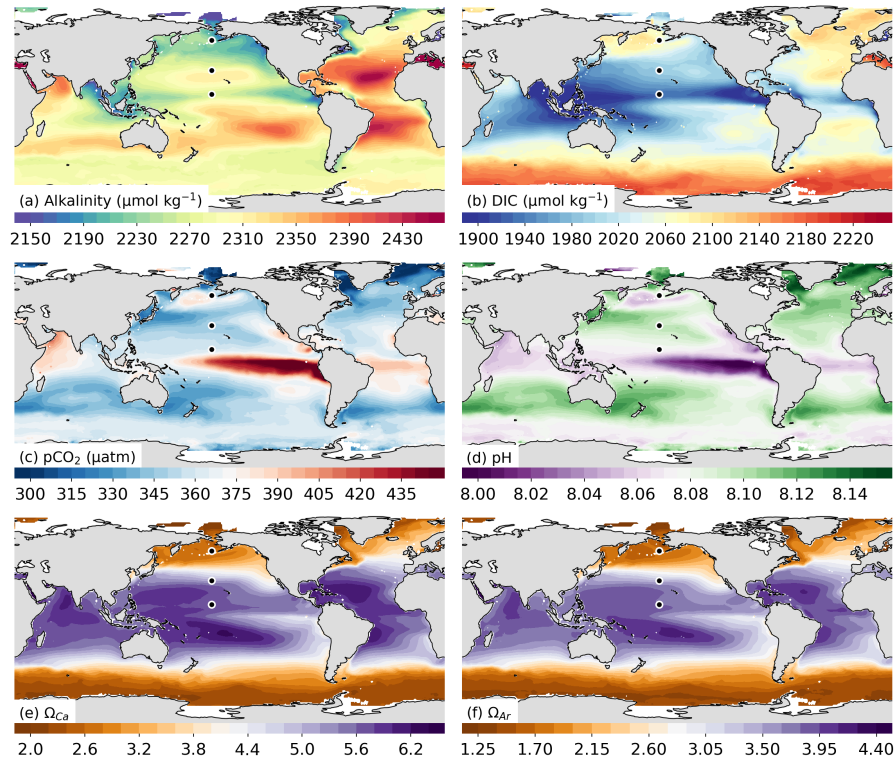 (a) Alkalinity (µmol kg⁻¹)
2150 2190 2230 2270 2310 2350 2390 2430
(b) DIC (µmol kg⁻¹)
1900 1940 1980 2020 2060 2100 2140 2180 2220
(c) pCO₂ (µatm)
300 315 330 345 360 375 390 405 420 435
(d) pH
8.00 8.02 8.04 8.06 8.08 8.10 8.12 8.14
(e) Ω_Ca
2.0 2.6 3.2 3.8 4.4 5.0 5.6 6.2
(f) Ω_Ar
1.25 1.70 2.15 2.60 3.05 3.50 3.95 4.40